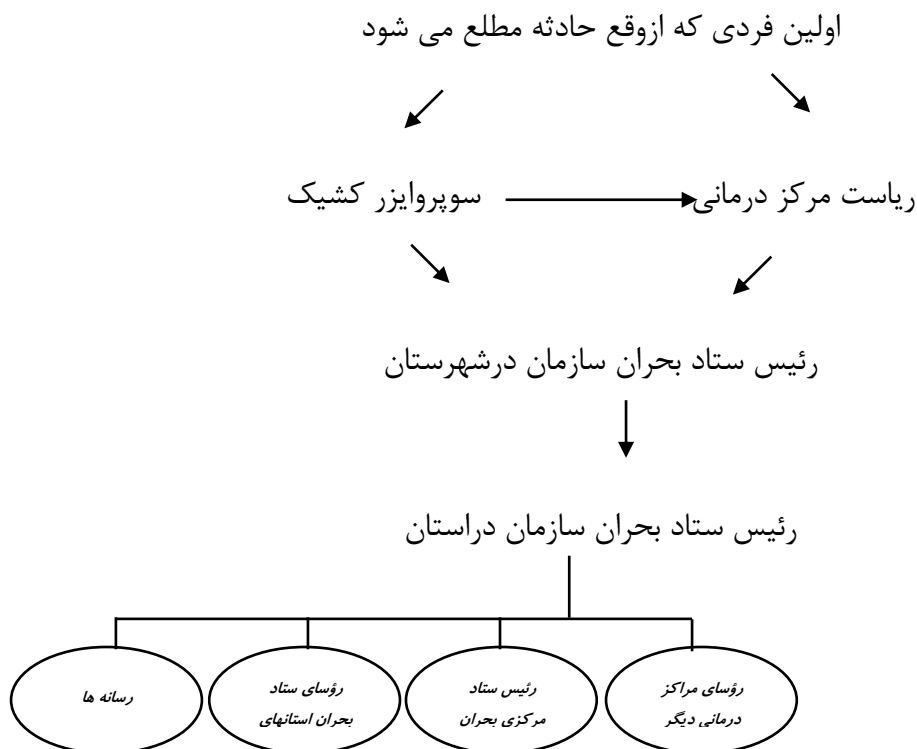 اولین فردی که ازوقع حادثه مطلع می شود
ریاست مرکز درمانی
سوپروایزر کشیک
رئیس ستاد بحران سازمان درشهرستان
رئیس ستاد بحران سازمان دراستان
رؤسای مراکز
درمانی دیگر
رئیس ستاد
مرکزی بحران
رؤسای ستاد
بحران استانهای
رسانه ها